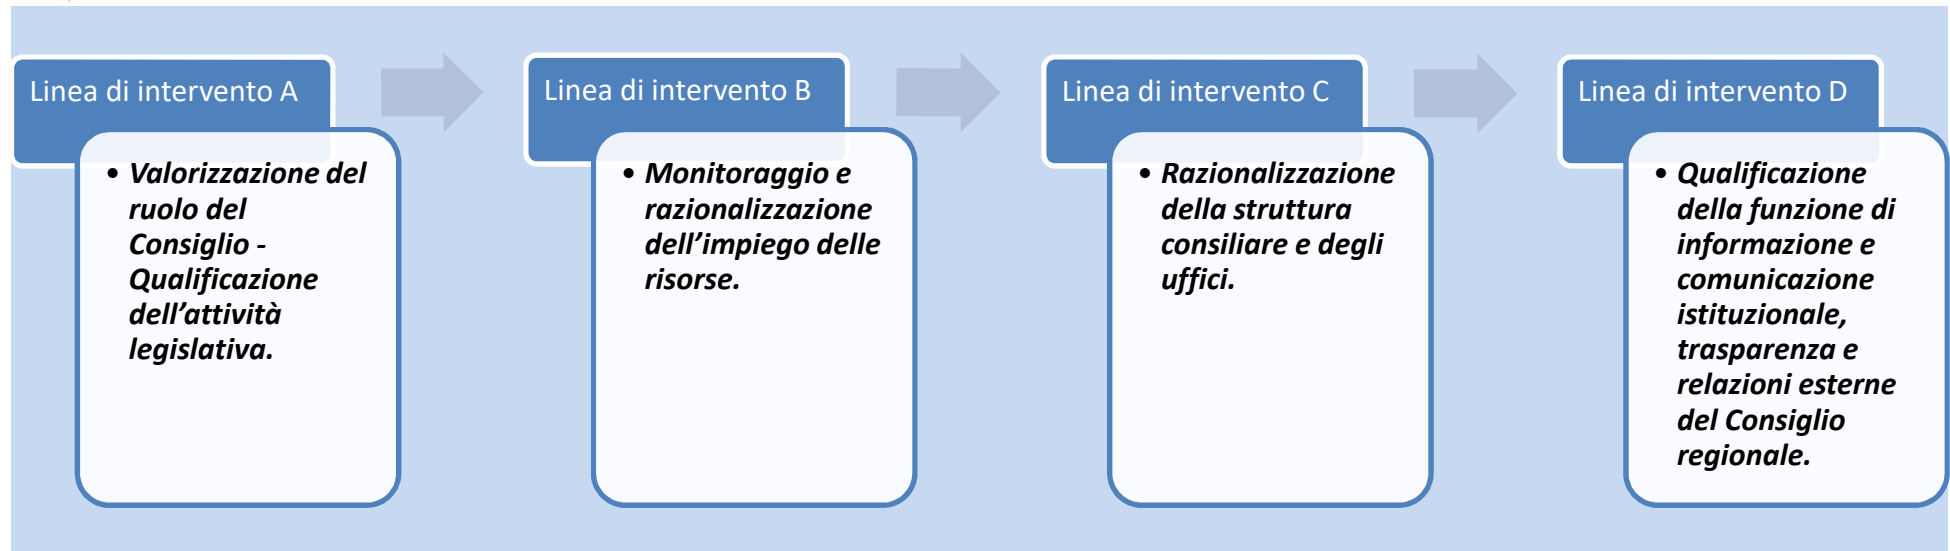 Linea di intervento A
• Valorizzazione del
ruolo del
Consiglio -
Qualificazione
dell’attività
legislativa.
Linea di intervento B
• Monitoraggio e
razionalizzazione
dell’impiego delle
risorse.
Linea di intervento C
• Razionalizzazione
della struttura
consiliare e degli
uffici.
Linea di intervento D
• Qualificazione
della funzione di
informazione e
comunicazione
istituzionale,
trasparenza e
relazioni esterne
del Consiglio
regionale.